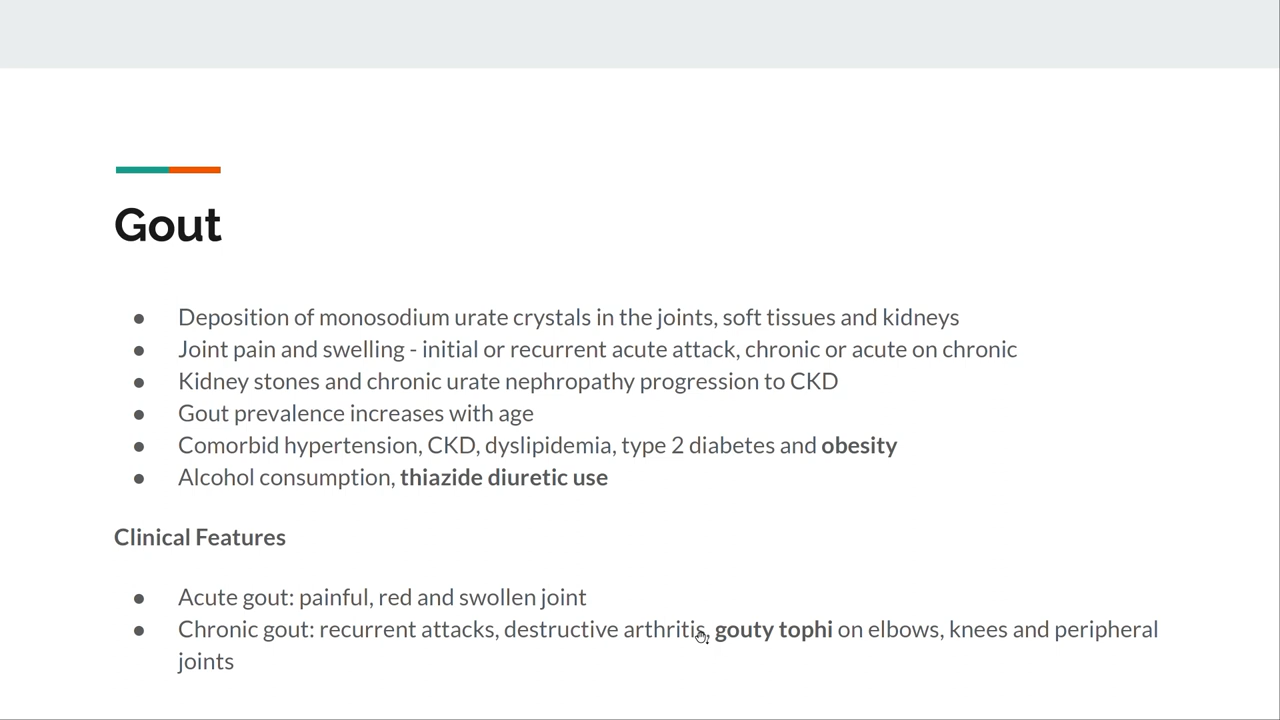 Gout
● Deposition of monosodium urate crystals in the joints, soft tissues and kidneys
● Joint pain and swelling - initial or recurrent acute attack, chronic or acute on chronic
● Kidney stones and chronic urate nephropathy progression to CKD
● Gout prevalence increases with age
● Comorbid hypertension, CKD, dyslipidemia, type 2 diabetes and obesity
● Alcohol consumption, thiazide diuretic use
Clinical Features
● Acute gout: painful, red and swollen joint
● Chronic gout: recurrent attacks, destructive arthritis, gouty tophi on elbows, knees and peripheral
joints